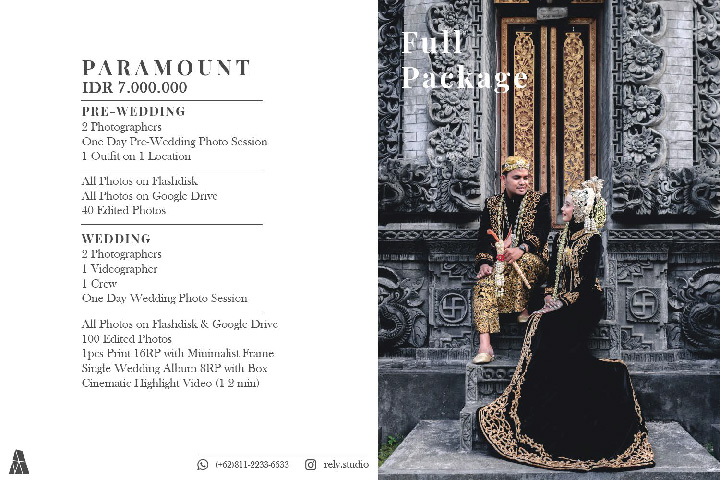 PARAMOUNT
IDR 7.000.000
PRE-WEDDING
2 Photographers
One Day Pre-Wedding Photo Session
1 Outfit on 1 Location
All Photos on Flashdisk
All Photos on Google Drive
40 Edited Photos
WEDDING
2 Photographers
1 Videographer
1 Crew
One Day Wedding Photo Session
All Photos on Flashdisk & Google Drive
100 Edited Photos
1pcs Print 16RP with Minimalist Frame
Single Wedding Album 8RP with Box
Cinematic Highlight Video (1-2 min)
(+62)811-2233-6533
relv.studio
Full
Package